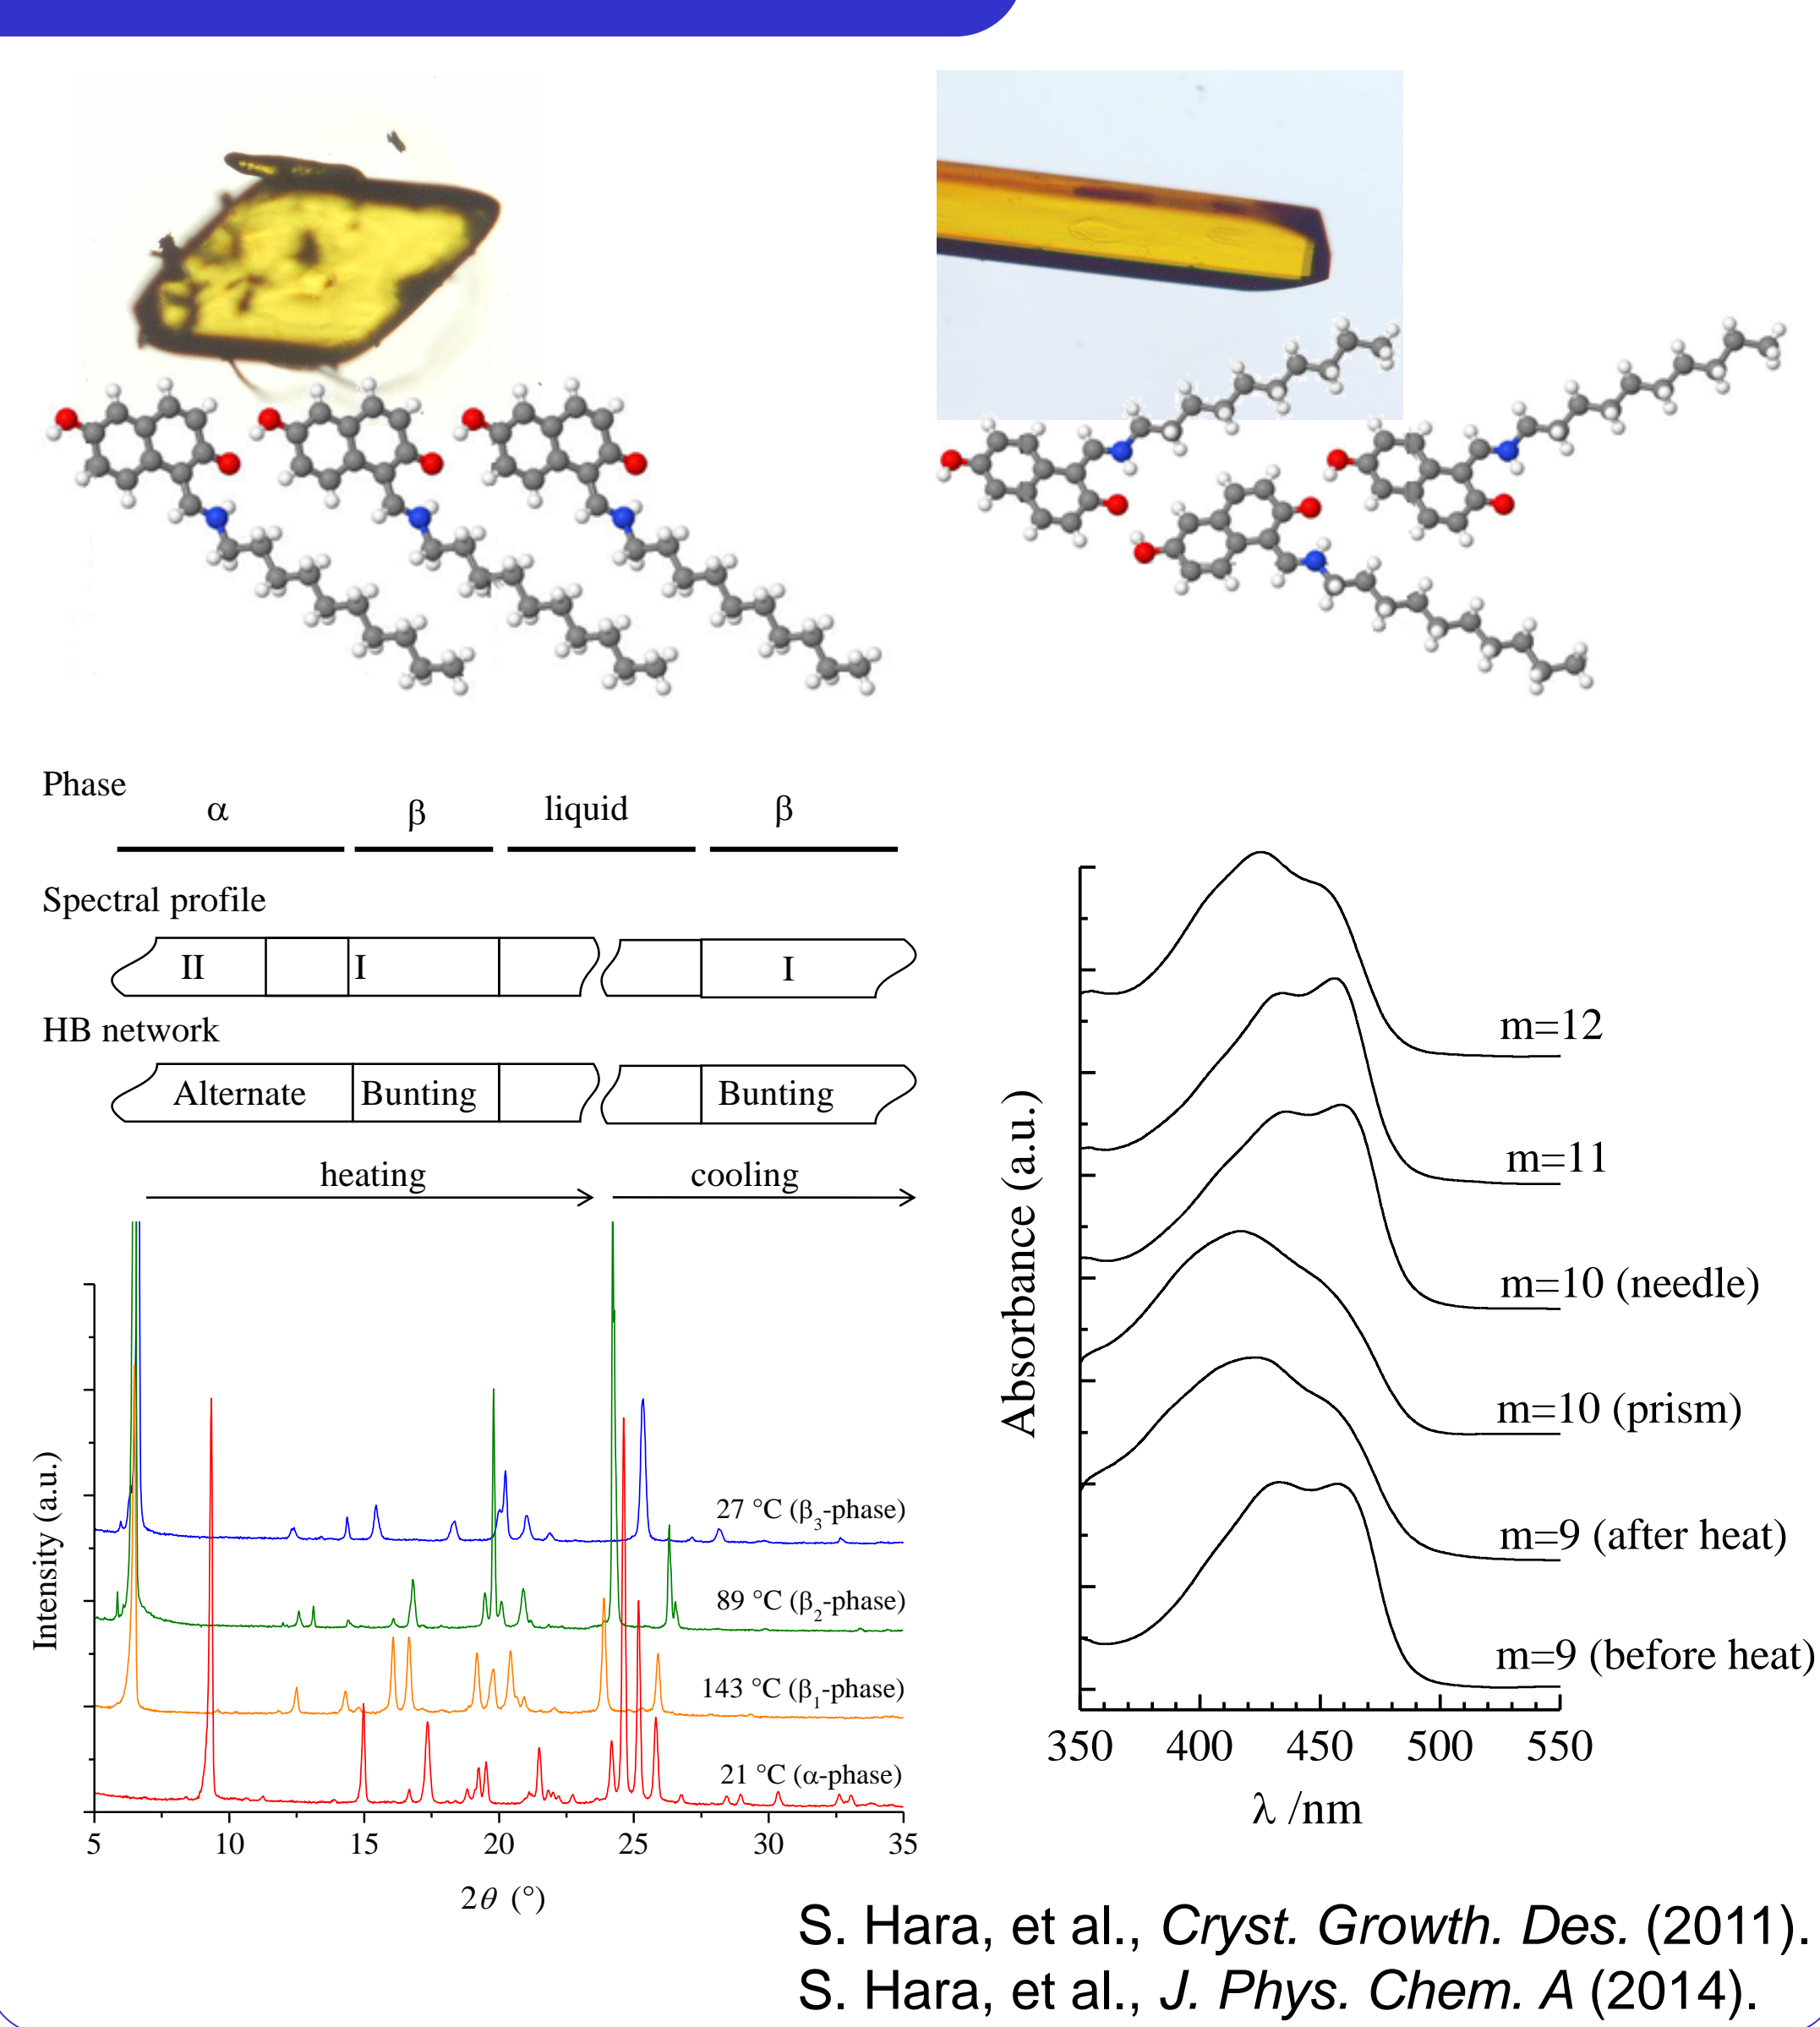 Phase
α
β
liquid
β
Spectral profile
II
I
I
HB network
Alternate
Bunting
Bunting
heating
cooling
Intensity (a.u.)
27 °C (β3-phase)
89 °C (β2-phase)
143 °C (β1-phase)
21 °C (α-phase)
5 10 15 20 25 30 35
2θ (°)
Absorbance (a.u.)
m=12
m=11
m=10 (needle)
m=10 (prism)
m=9 (after heat)
m=9 (before heat)
350 400 450 500 550
λ /nm
S. Hara, et al., Cryst. Growth. Des. (2011).
S. Hara, et al., J. Phys. Chem. A (2014).